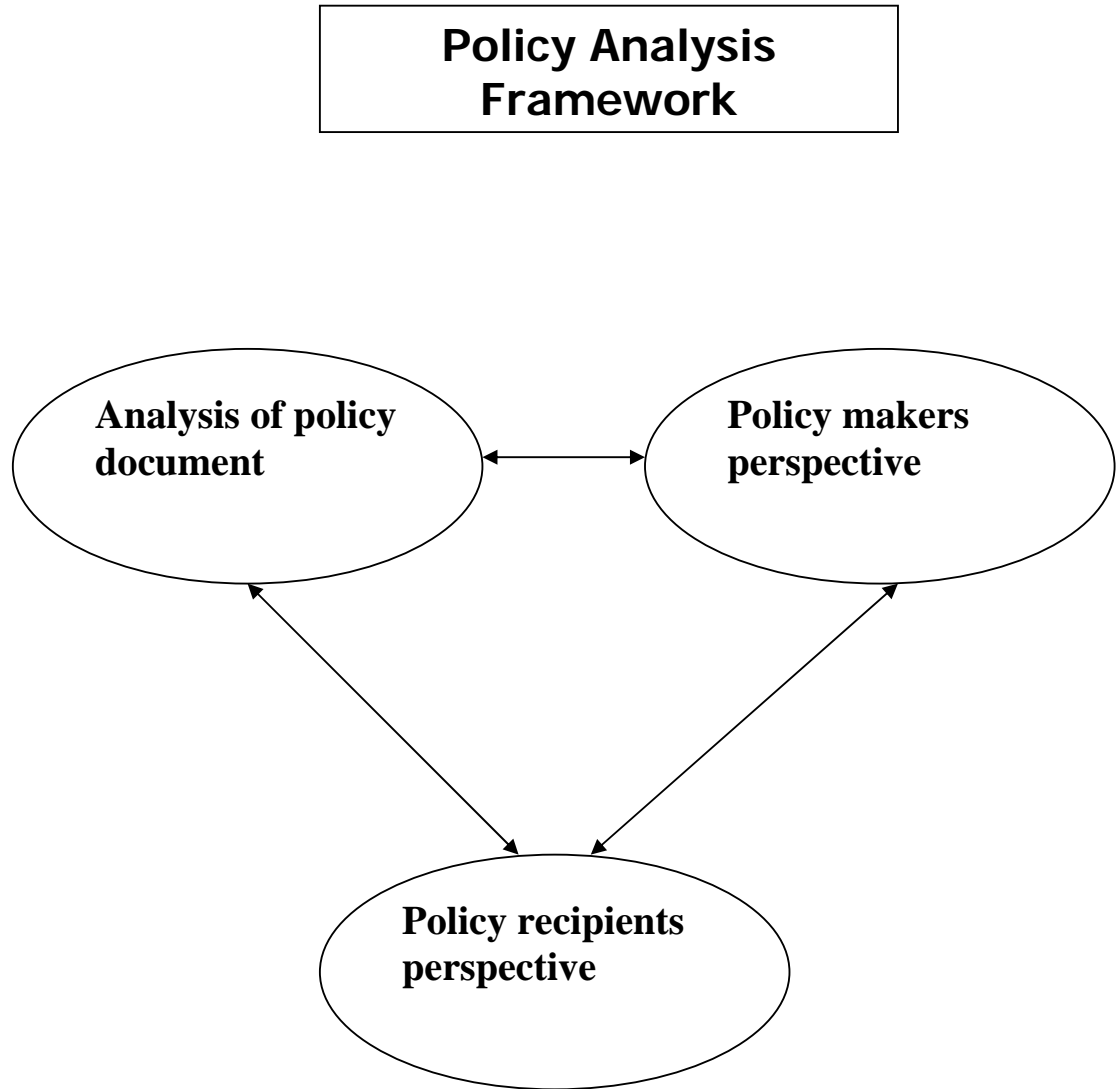 Policy Analysis
Framework
Analysis of policy
document
Policy makers
perspective
Policy recipients
perspective